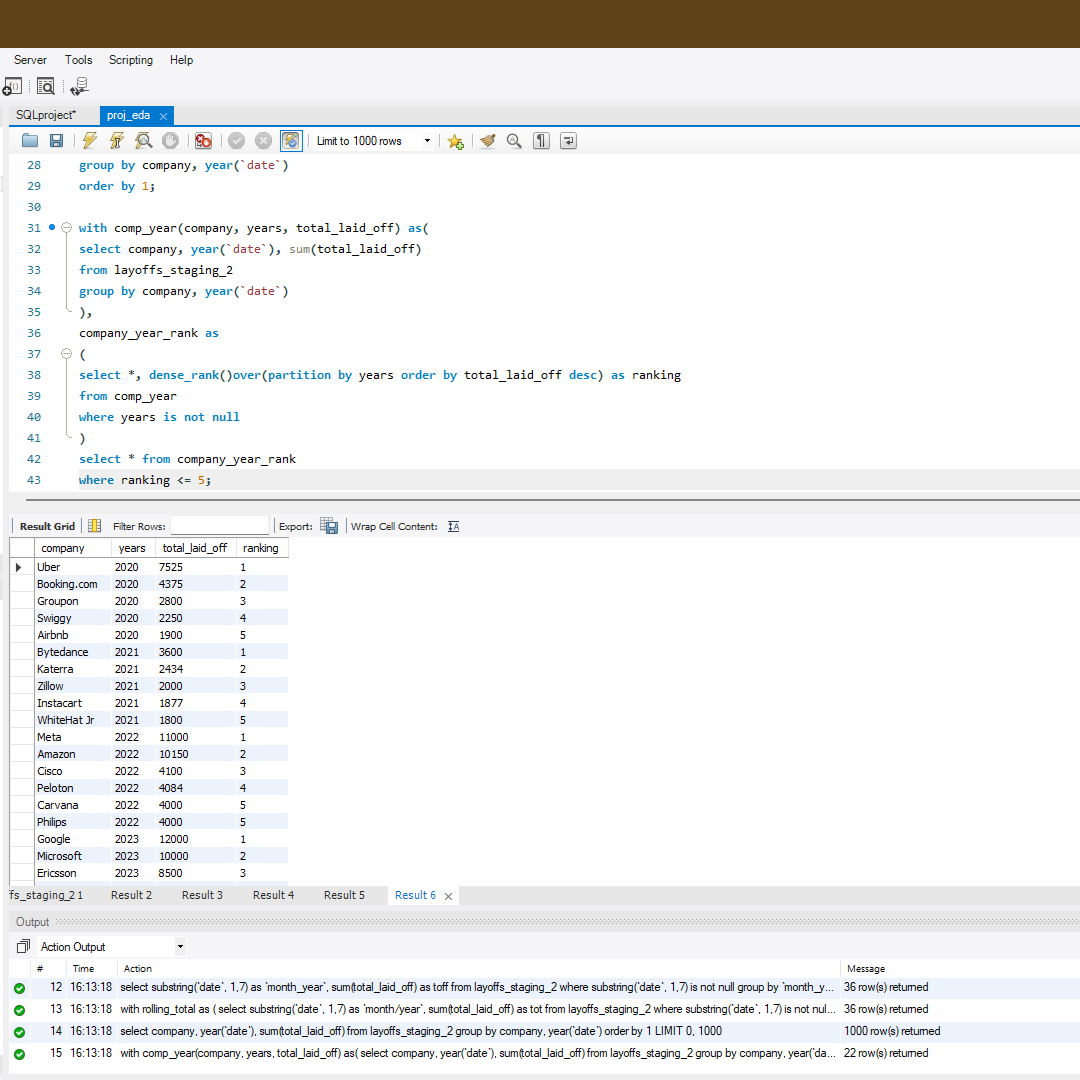 Server Tools Scripting Help
SQLproject* proj_eda
Limit to 1000 rows
28 group by company, year(`date`)
29 order by 1;
30
31 with comp_year(company, years, total_laid_off) as(
32 select company, year(`date`), sum(total_laid_off)
33 from layoffs_staging_2
34 group by company, year(`date`)
35 ),
36 company_year_rank as
37 (
38 select *, dense_rank()over(partition by years order by total_laid_off desc) as ranking
39 from comp_year
40 where years is not null
41 )
42 select * from company_year_rank
43 where ranking <= 5;
Result Grid Filter Rows: Export: Wrap Cell Content:
company years total_laid_off ranking
Uber 2020 7525 1
Booking.com 2020 4375 2
Groupon 2020 2800 3
Swiggy 2020 2250 4
Airbnb 2020 1900 5
Bytedance 2021 3600 1
Katerra 2021 2434 2
Zillow 2021 2000 3
Instacart 2021 1877 4
WhiteHat Jr 2021 1800 5
Meta 2022 11000 1
Amazon 2022 10150 2
Cisco 2022 4100 3
Peloton 2022 4084 4
Carvana 2022 4000 5
Philips 2022 4000 5
Google 2023 12000 1
Microsoft 2023 10000 2
Ericsson 2023 8500 3
fs_staging_2 1 Result 2 Result 3 Result 4 Result 5 Result 6
Output
Action Output
# Time Action Message
12 16:13:18 select substring(`date`, 1,7) as `month_year`, sum(total_laid_off) as toff from layoffs_staging_2 where substring(`date`, 1,7) is not null group by `month_y... 36 row(s) returned
13 16:13:18 with rolling_total as ( select substring(`date`, 1,7) as `month/year`, sum(total_laid_off) as tot from layoffs_staging_2 where substring(`date`, 1,7) is not nul... 36 row(s) returned
14 16:13:18 select company, year(`date`), sum(total_laid_off) from layoffs_staging_2 group by company, year(`date`) order by 1 LIMIT 0, 1000 1000 row(s) returned
15 16:13:18 with comp_year(company, years, total_laid_off) as( select company, year(`date`), sum(total_laid_off) from layoffs_staging_2 group by company, year(`da... 22 row(s) returned